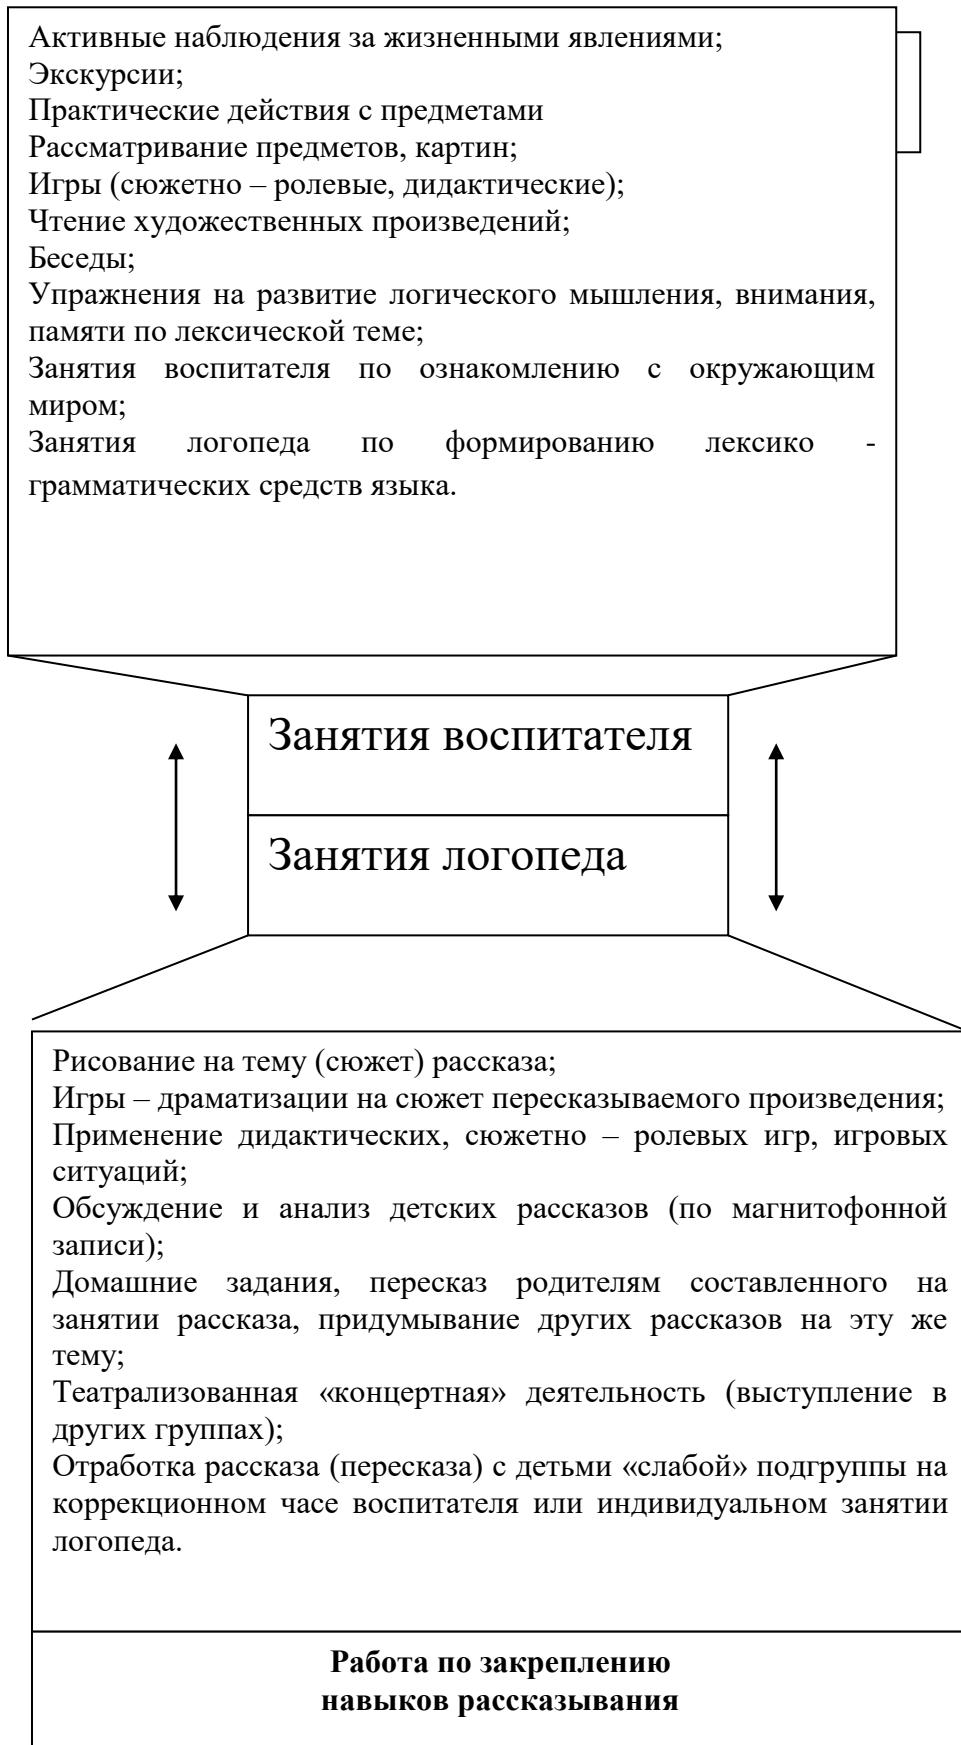 Активные наблюдения за жизненными явлениями;
Экскурсии;
Практические действия с предметами
Рассматривание предметов, картин;
Игры (сюжетно – ролевые, дидактические);
Чтение художественных произведений;
Беседы;
Упражнения на развитие логического мышления, внимания,
памяти по лексической теме;
Занятия воспитателя по ознакомлению с окружающим
миром;
Занятия логопеда по формированию лексико -
грамматических средств языка.
Занятия воспитателя
Занятия логопеда
Рисование на тему (сюжет) рассказа;
Игры – драматизации на сюжет пересказываемого произведения;
Применение дидактических, сюжетно – ролевых игр, игровых
ситуаций;
Обсуждение и анализ детских рассказов (по магнитофонной
записи);
Домашние задания, пересказ родителям составленного на
занятии рассказа, придумывание других рассказов на эту же
тему;
Театрализованная «концертная» деятельность (выступление в
других группах);
Отработка рассказа (пересказа) с детьми «слабой» подгруппы на
коррекционном часе воспитателя или индивидуальном занятии
логопеда.
Работа по закреплению
навыков рассказывания